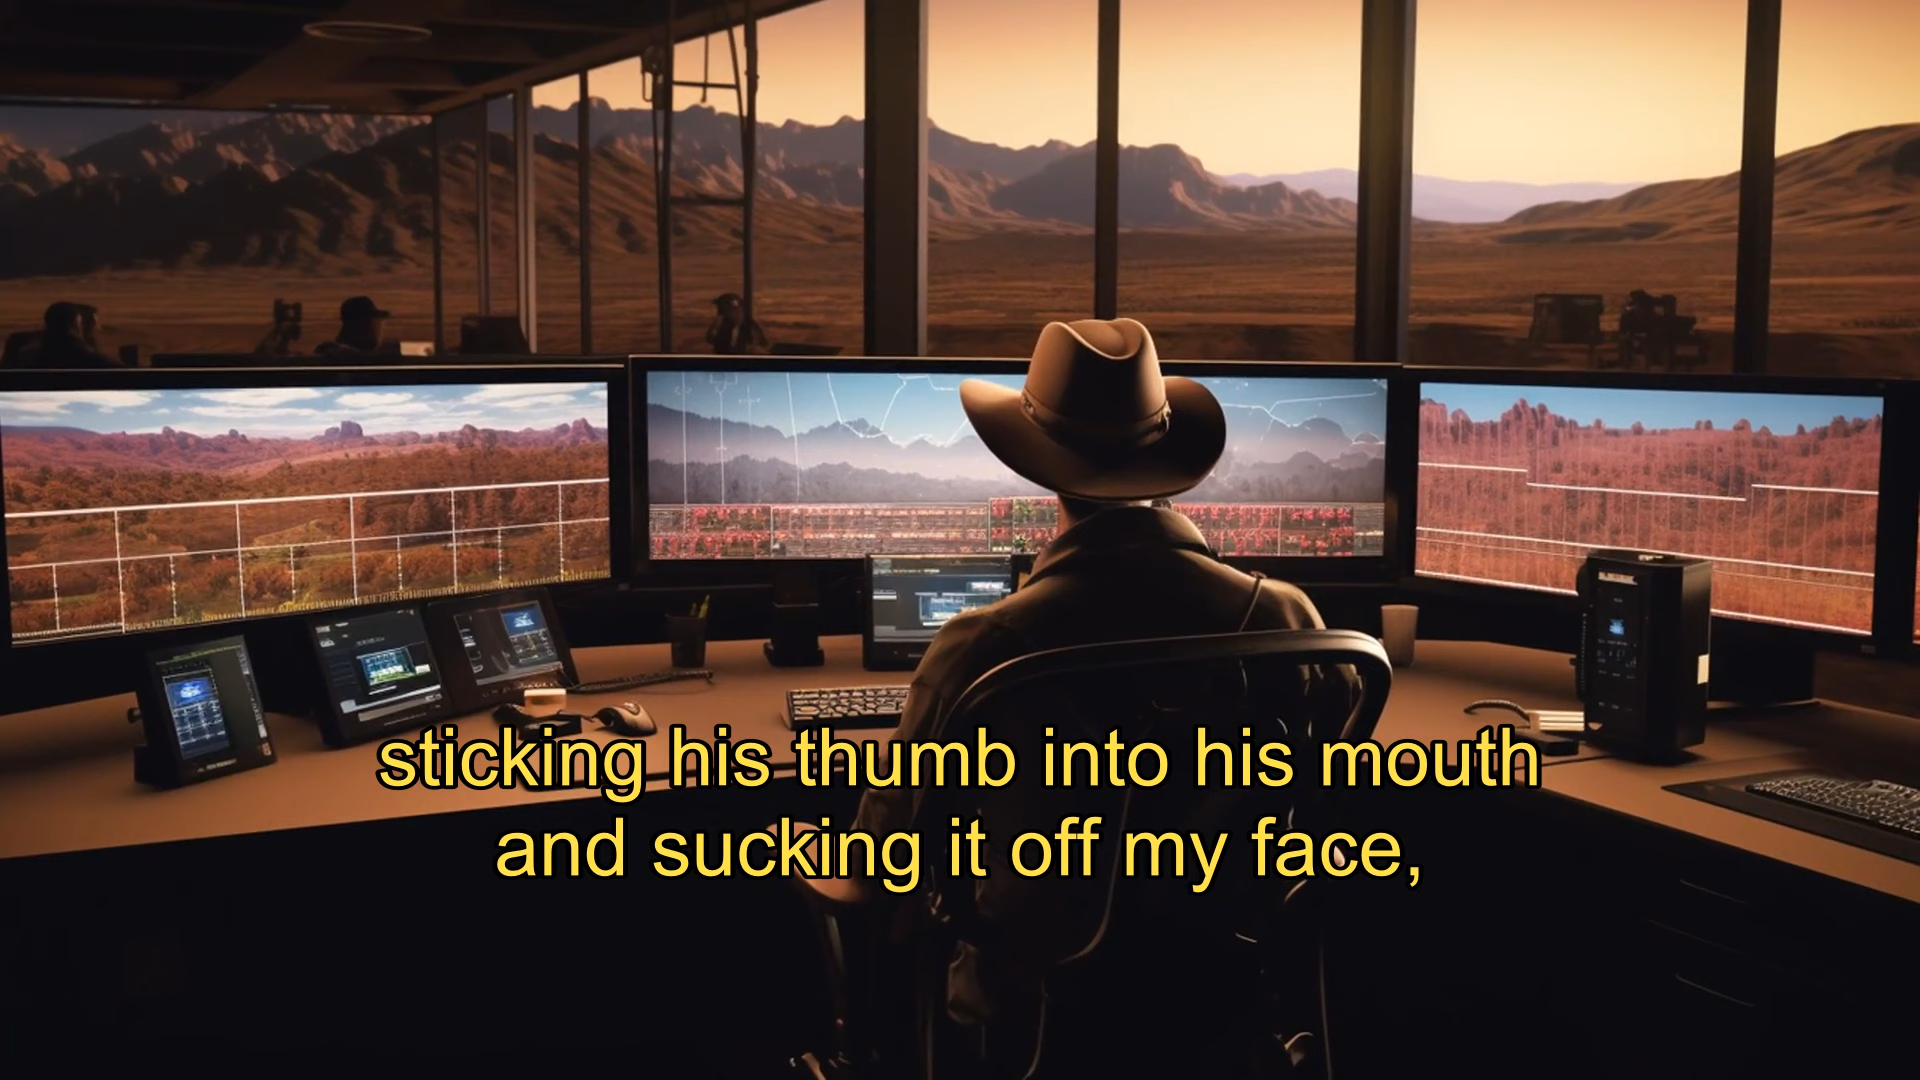 sticking his thumb into his mouth
and sucking it off my face,